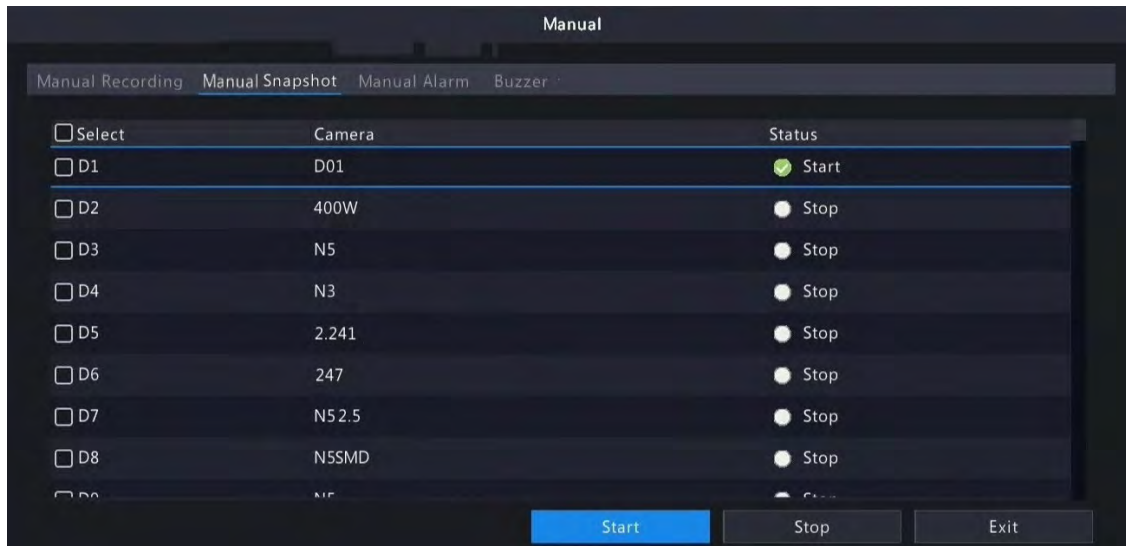 Manual
Manual Recording Manual Snapshot Manual Alarm Buzzer
Select Camera Status
D1 D01 Start
D2 400W Stop
D3 N5 Stop
D4 N3 Stop
D5 2.241 Stop
D6 247 Stop
D7 N52.5 Stop
D8 N5SMD Stop
Start Stop Exit